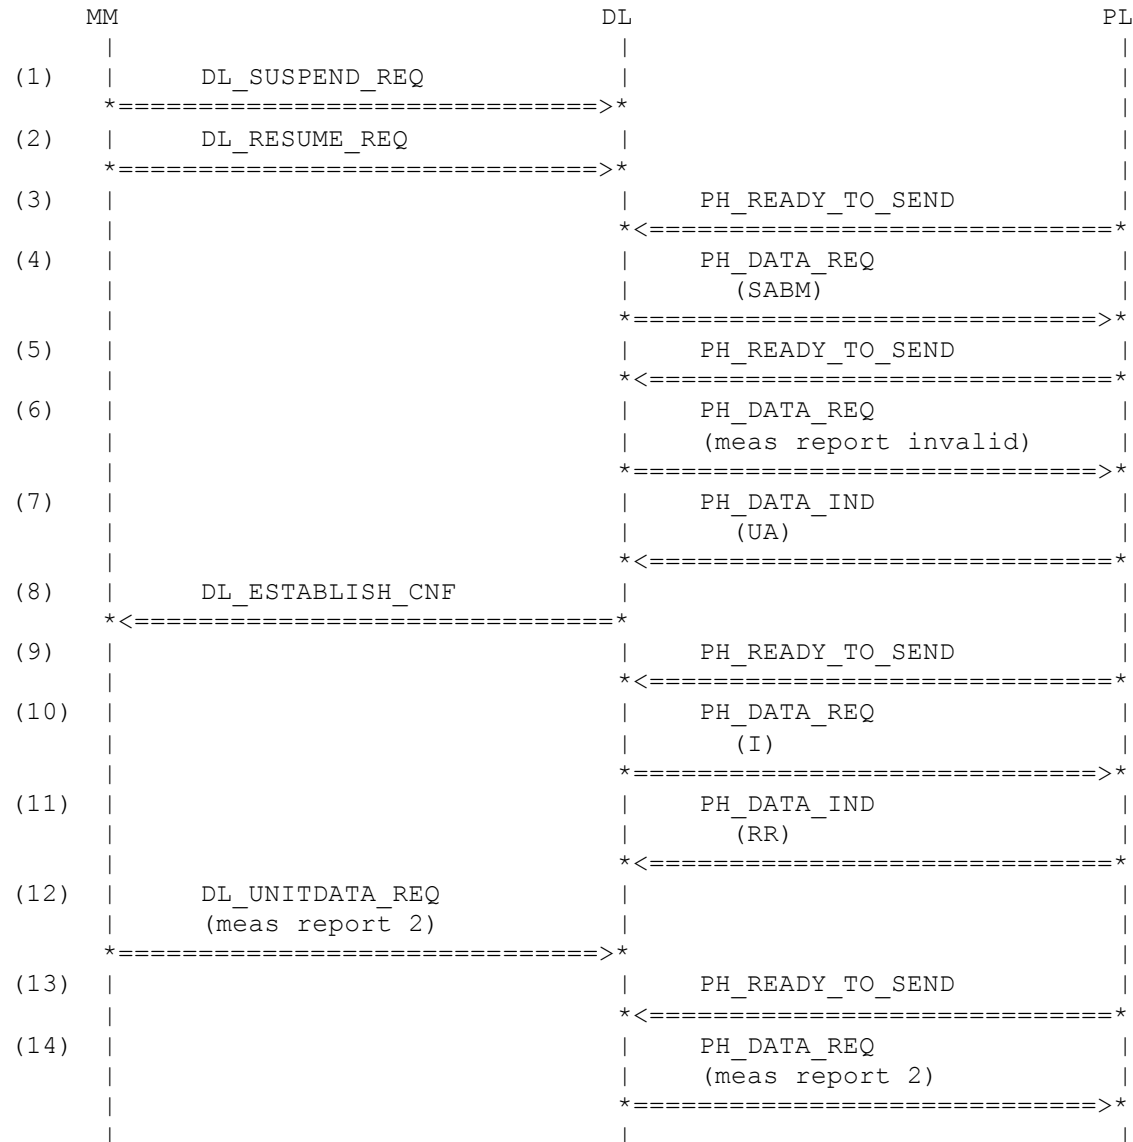 MM DL PL
| | |
(1) | DL_SUSPEND_REQ | |
*==============================>* |
(2) | DL_RESUME_REQ | |
*==============================>* |
(3) | | PH_READY_TO_SEND |
| *<=============================*
(4) | | PH_DATA_REQ |
| | (SABM) |
| *=============================>*
(5) | | PH_READY_TO_SEND |
| *<=============================*
(6) | | PH_DATA_REQ |
| | (meas report invalid) |
| *=============================>*
(7) | | PH_DATA_IND |
| | (UA) |
| *<=============================*
(8) | DL_ESTABLISH_CNF | |
*<==============================* |
(9) | | PH_READY_TO_SEND |
| *<=============================*
(10) | | PH_DATA_REQ |
| | (I) |
| *=============================>*
(11) | | PH_DATA_IND |
| | (RR) |
| *<=============================*
(12) | DL_UNITDATA_REQ | |
| (meas report 2) | |
*==============================>* |
(13) | | PH_READY_TO_SEND |
| *<=============================*
(14) | | PH_DATA_REQ |
| | (meas report 2) |
| *=============================>*
| | |